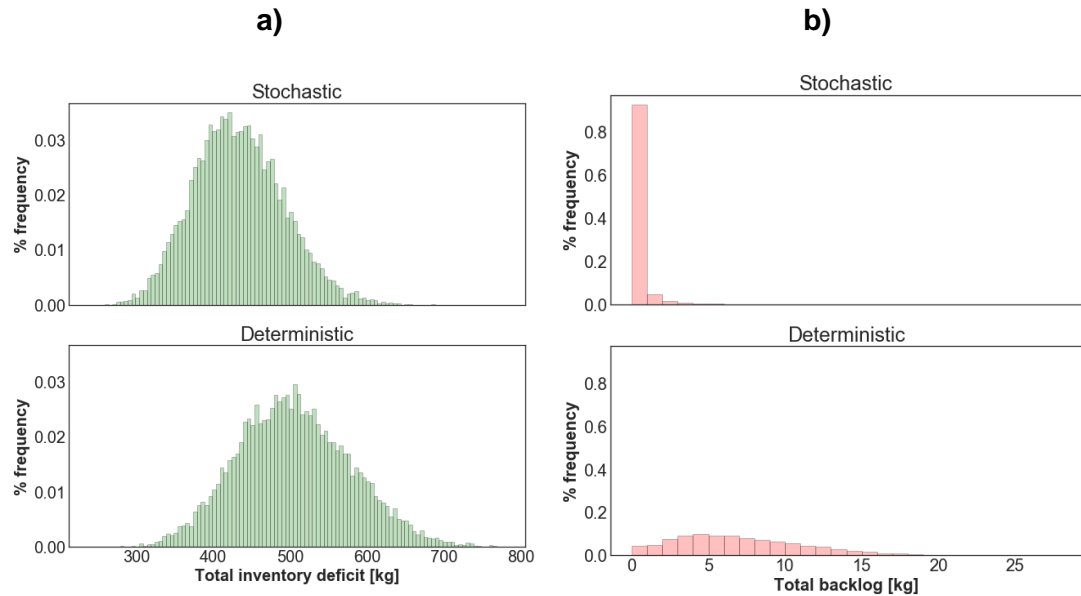 a)
Stochastic
% frequency
0.03
0.02
0.01
0.00
Deterministic
% frequency
0.03
0.02
0.01
0.00
300 400 500 600 700 800
Total inventory deficit [kg]
b)
Stochastic
% frequency
0.8
0.6
0.4
0.2
0.0
Deterministic
% frequency
0.8
0.6
0.4
0.2
0.0
0 5 10 15 20 25
Total backlog [kg]